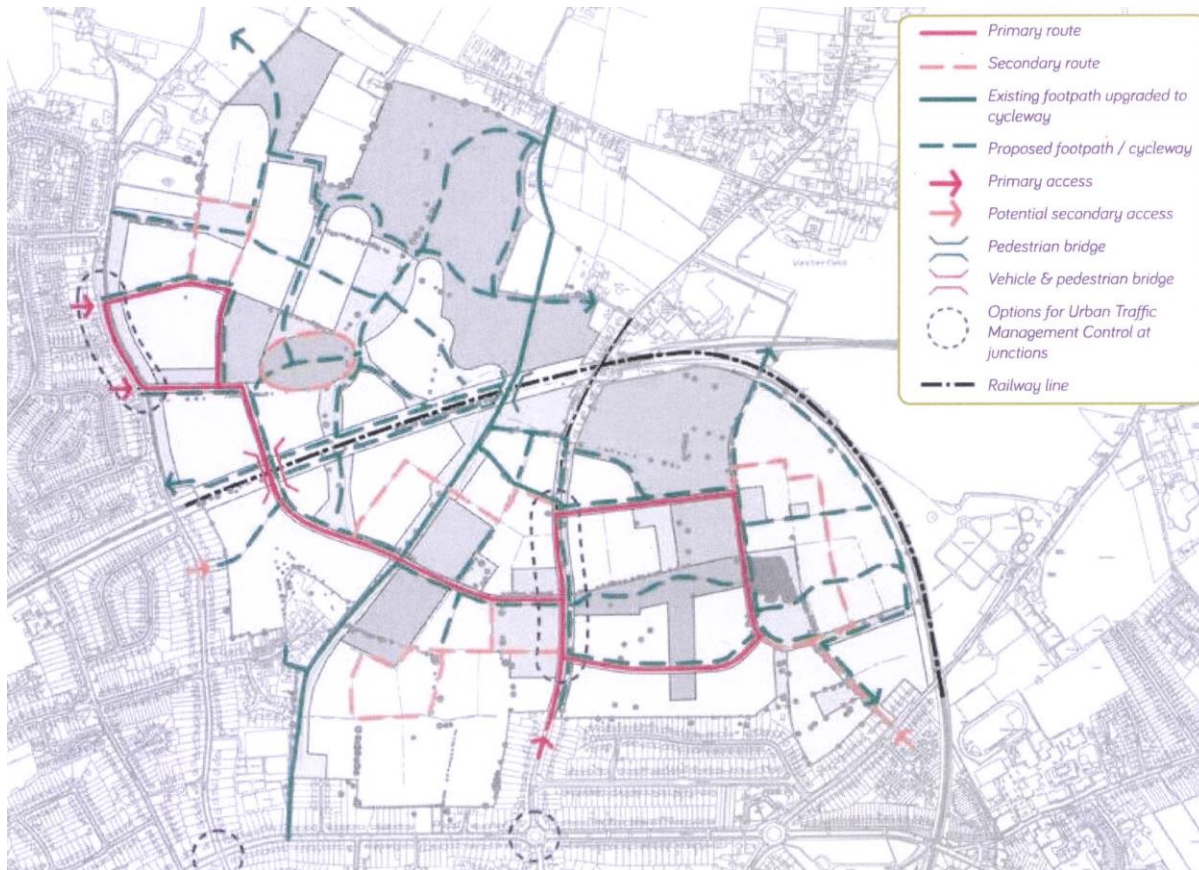 Primary route
Secondary route
Existing footpath upgraded to
cycleway
Proposed footpath / cycleway
Primary access
Potential secondary access
Pedestrian bridge
Vehicle & pedestrian bridge
Options for Urban Traffic
Management Control at
junctions
Railway line